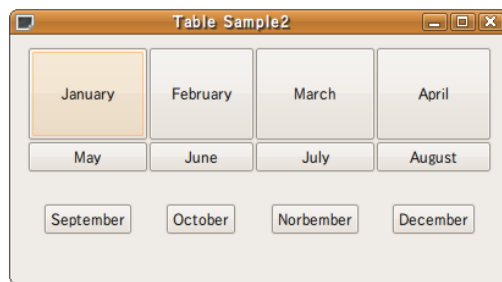 Table Sample2
January February March April
May June July August
September October Norbember December